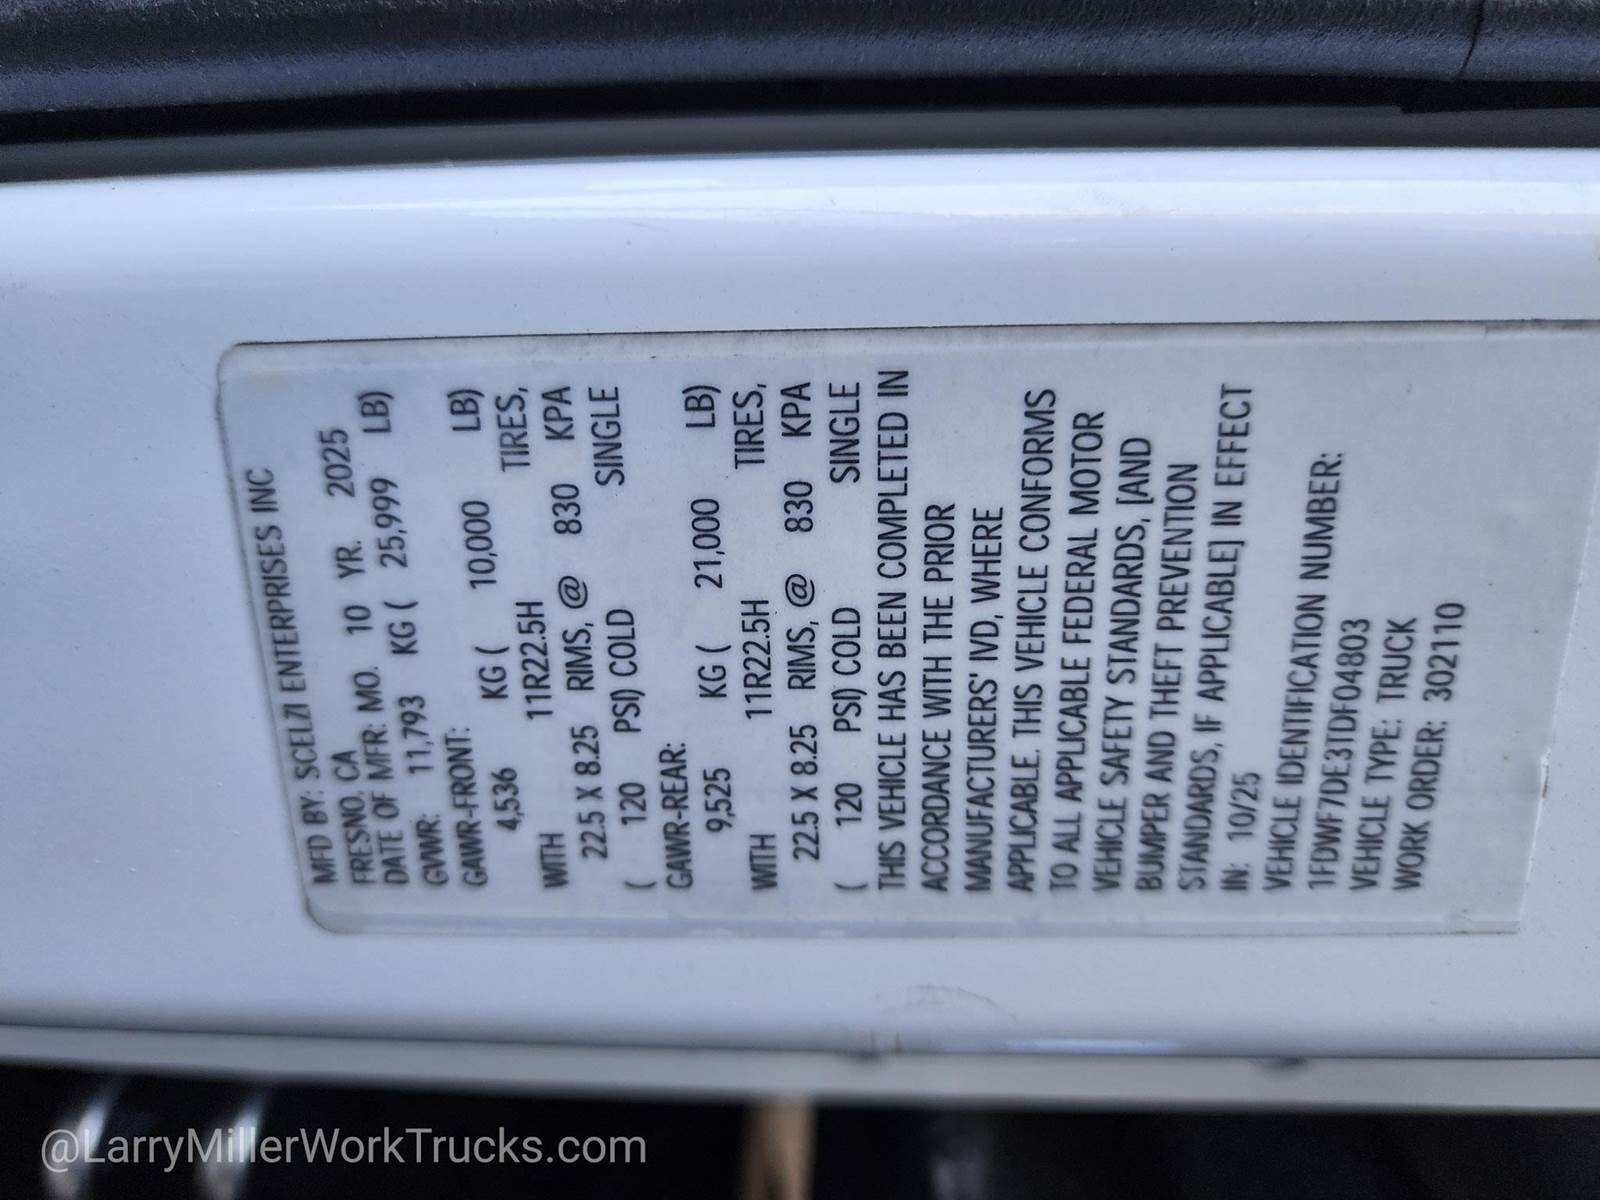 MFD BY: SCELZI ENTERPRISES INC
FRESNO, CA
DATE OF MFR: MO. 10 YR. 2025
GVWR: 11,793 KG ( 25,999 LB)
GAWR-FRONT:
4,536 KG ( 10,000 LB)
WITH 11R22.5H TIRES,
22.5 X 8.25 RIMS, @ 830 KPA
( 120 PSI) COLD SINGLE
GAWR-REAR:
9,525 KG ( 21,000 LB)
WITH 11R22.5H TIRES,
22.5 X 8.25 RIMS, @ 830 KPA
( 120 PSI) COLD SINGLE
THIS VEHICLE HAS BEEN COMPLETED IN
ACCORDANCE WITH THE PRIOR
MANUFACTURERS' IVD, WHERE
APPLICABLE. THIS VEHICLE CONFORMS
TO ALL APPLICABLE FEDERAL MOTOR
VEHICLE SAFETY STANDARDS, [AND
BUMPER AND THEFT PREVENTION
STANDARDS, IF APPLICABLE] IN EFFECT
IN: 10/25
VEHICLE IDENTIFICATION NUMBER:
1FDWF7DE3TDF04803
VEHICLE TYPE: TRUCK
WORK ORDER: 302110
@LarryMillerWorkTrucks.com